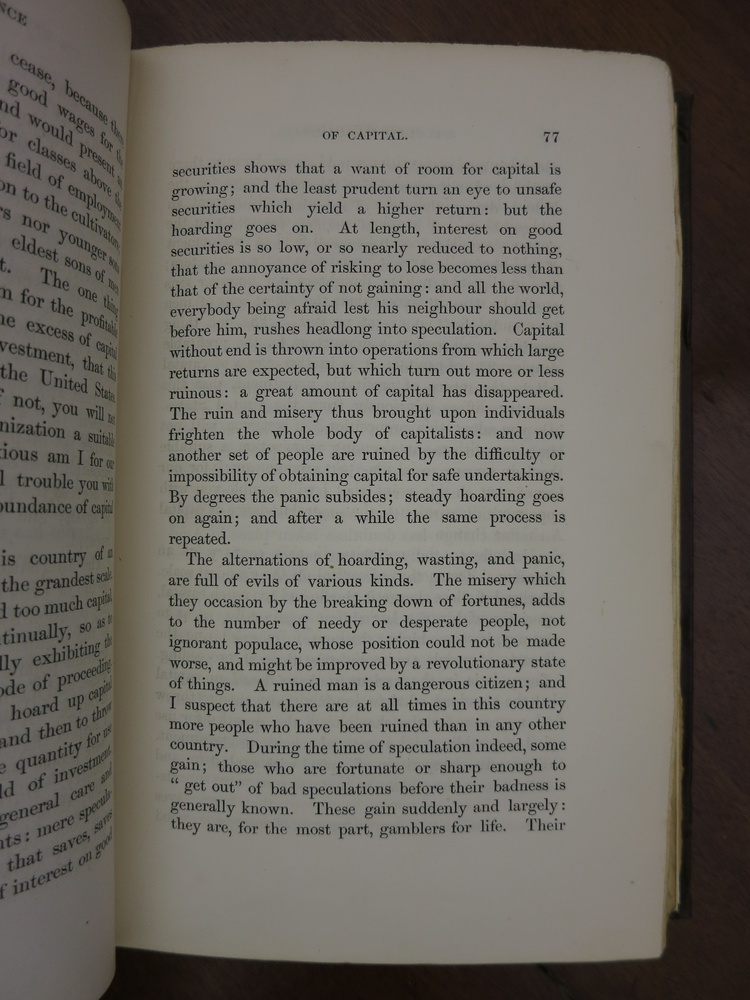 NCE
cease, because
good wages for the
nd would present
or classes above the
field of employment
on to the cultivators
rs nor younger sons
eldest sons of men
t. The one thing
n for the profitable
ne excess of capital
vestment, that this
the United States
f not, you will
nization a suitable
ious am I for our
l trouble you with
oundance of capital
is country of an
the grandest scale
d too much capital
tinually, so as to
lly exhibiting the
ode of proceeding
hoard up capital
and then to throw
e quantity for use
ld of investment
general care and
nts: mere specula
that saves, saves
f interest on good
OF CAPITAL. 77
securities shows that a want of room for capital is
growing; and the least prudent turn an eye to unsafe
securities which yield a higher return: but the
hoarding goes on. At length, interest on good
securities is so low, or so nearly reduced to nothing,
that the annoyance of risking to lose becomes less than
that of the certainty of not gaining: and all the world,
everybody being afraid lest his neighbour should get
before him, rushes headlong into speculation. Capital
without end is thrown into operations from which large
returns are expected, but which turn out more or less
ruinous: a great amount of capital has disappeared.
The ruin and misery thus brought upon individuals
frighten the whole body of capitalists: and now
another set of people are ruined by the difficulty or
impossibility of obtaining capital for safe undertakings.
By degrees the panic subsides; steady hoarding goes
on again; and after a while the same process is
repeated.
The alternations of hoarding, wasting, and panic,
are full of evils of various kinds. The misery which
they occasion by the breaking down of fortunes, adds
to the number of needy or desperate people, not
ignorant populace, whose position could not be made
worse, and might be improved by a revolutionary state
of things. A ruined man is a dangerous citizen; and
I suspect that there are at all times in this country
more people who have been ruined than in any other
country. During the time of speculation indeed, some
gain; those who are fortunate or sharp enough to
“ get out” of bad speculations before their badness is
generally known. These gain suddenly and largely:
they are, for the most part, gamblers for life. Their